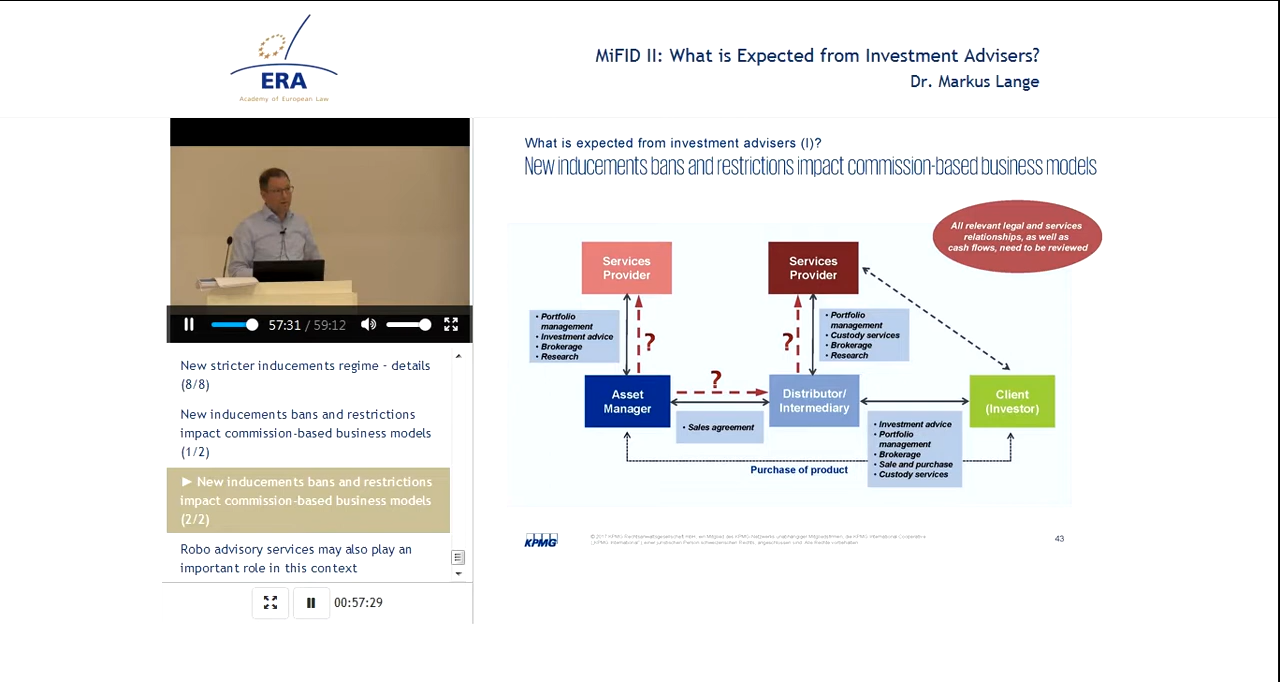 ERA
Academy of European Law
MiFID II: What is Expected from Investment Advisers?
Dr. Markus Lange
57:31 / 59:12
New stricter inducements regime - details
(8/8)
New inducements bans and restrictions
impact commission-based business models
(1/2)
► New inducements bans and restrictions
impact commission-based business models
(2/2)
Robo advisory services may also play an
important role in this context
00:57:29
What is expected from investment advisers (I)?
New inducements bans and restrictions impact commission-based business models
All relevant legal and services
relationships, as well as
cash flows, need to be reviewed
Services
Provider
Services
Provider
• Portfolio
management
• Investment advice
• Brokerage
• Research
?
?
• Portfolio
management
• Custody services
• Brokerage
• Research
Asset
Manager
?
Distributor/
Intermediary
Client
(Investor)
• Sales agreement
• Investment advice
• Portfolio
management
• Brokerage
• Sale and purchase
• Custody services
Purchase of product
KPMG
43